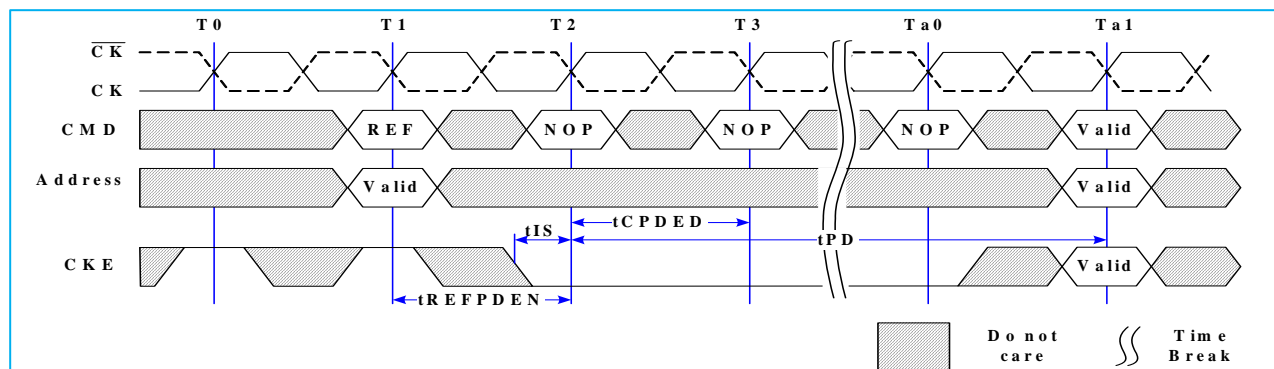 T0 T1 T2 T3 Ta0 Ta1
CK
CK
CMD REF NOP NOP NOP Valid
Address Valid Valid
tIS tCPDED
tPD
CKE Valid
tREFPDEN
Do not care
Time Break